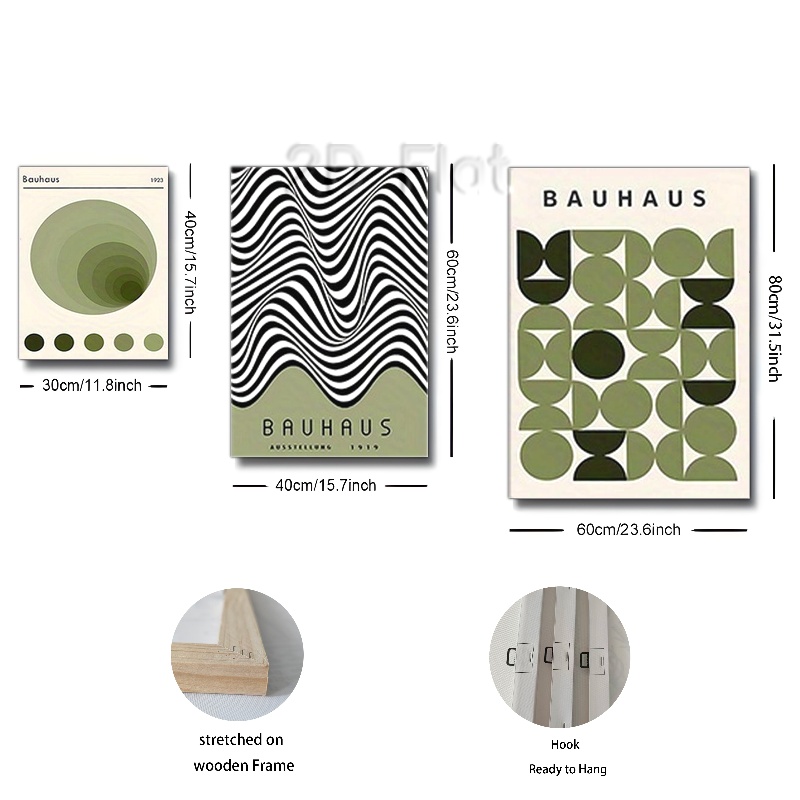 3D Flat
Bauhaus 1923
40cm/15.7inch
30cm/11.8inch
BAUHAUS
AUSSTELLUNG 1919
60cm/23.6inch
40cm/15.7inch
BAUHAUS
80cm/31.5inch
60cm/23.6inch
stretched on
wooden Frame
Hook
Ready to Hang